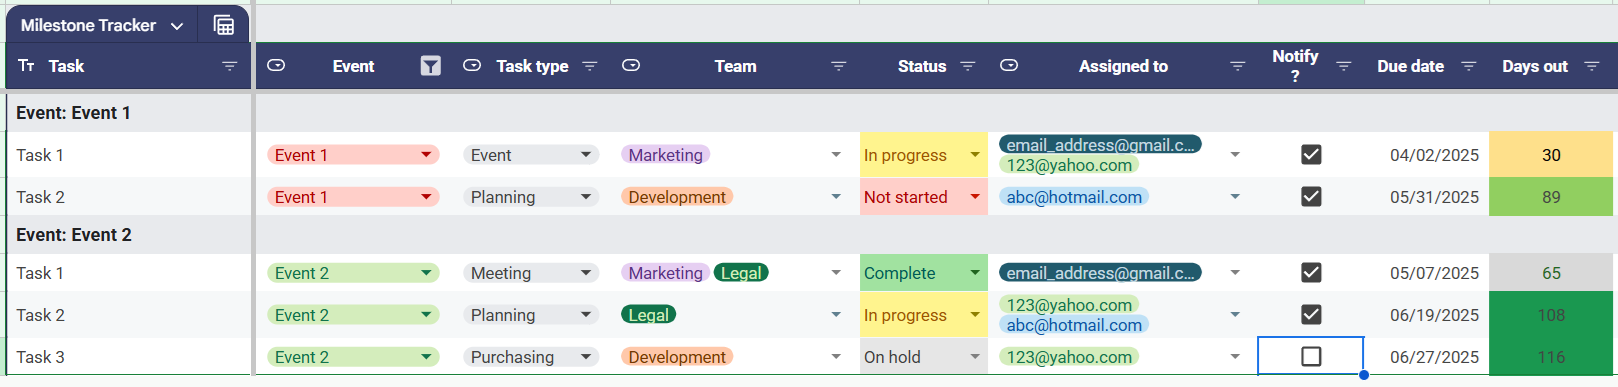 Milestone Tracker
Tт Task Event Task type Team Status Assigned to Notify ? Due date Days out
Event: Event 1
Task 1 Event 1 Event Marketing In progress email_address@gmail.c... 123@yahoo.com 04/02/2025 30
Task 2 Event 1 Planning Development Not started abc@hotmail.com 05/31/2025 89
Event: Event 2
Task 1 Event 2 Meeting Marketing Legal Complete email_address@gmail.c... 05/07/2025 65
Task 2 Event 2 Planning Legal In progress 123@yahoo.com abc@hotmail.com 06/19/2025 108
Task 3 Event 2 Purchasing Development On hold 123@yahoo.com 06/27/2025 116